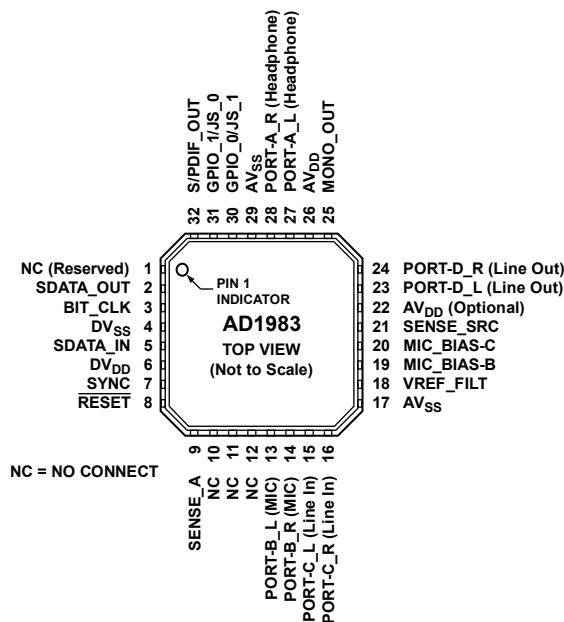 S/PDIF_OUT
GPIO_1/JS_0
GPIO_0/JS_1
AVSS
PORT-A_R (Headphone)
PORT-A_L (Headphone)
AVDD
MONO_OUT
32
31
30
29
28
27
26
25
NC (Reserved) 1
SDATA_OUT 2
BIT_CLK 3
DVSS 4
SDATA_IN 5
DVDD 6
SYNC 7
RESET 8
PIN 1
INDICATOR
AD1983
TOP VIEW
(Not to Scale)
24 PORT-D_R (Line Out)
23 PORT-D_L (Line Out)
22 AVDD (Optional)
21 SENSE_SRC
20 MIC_BIAS-C
19 MIC_BIAS-B
18 VREF_FILT
17 AVSS
NC = NO CONNECT
9
10
11
12
13
14
15
16
SENSE_A
NC
NC
NC
PORT-B_L (MIC)
PORT-B_R (MIC)
PORT-C_L (Line In)
PORT-C_R (Line In)